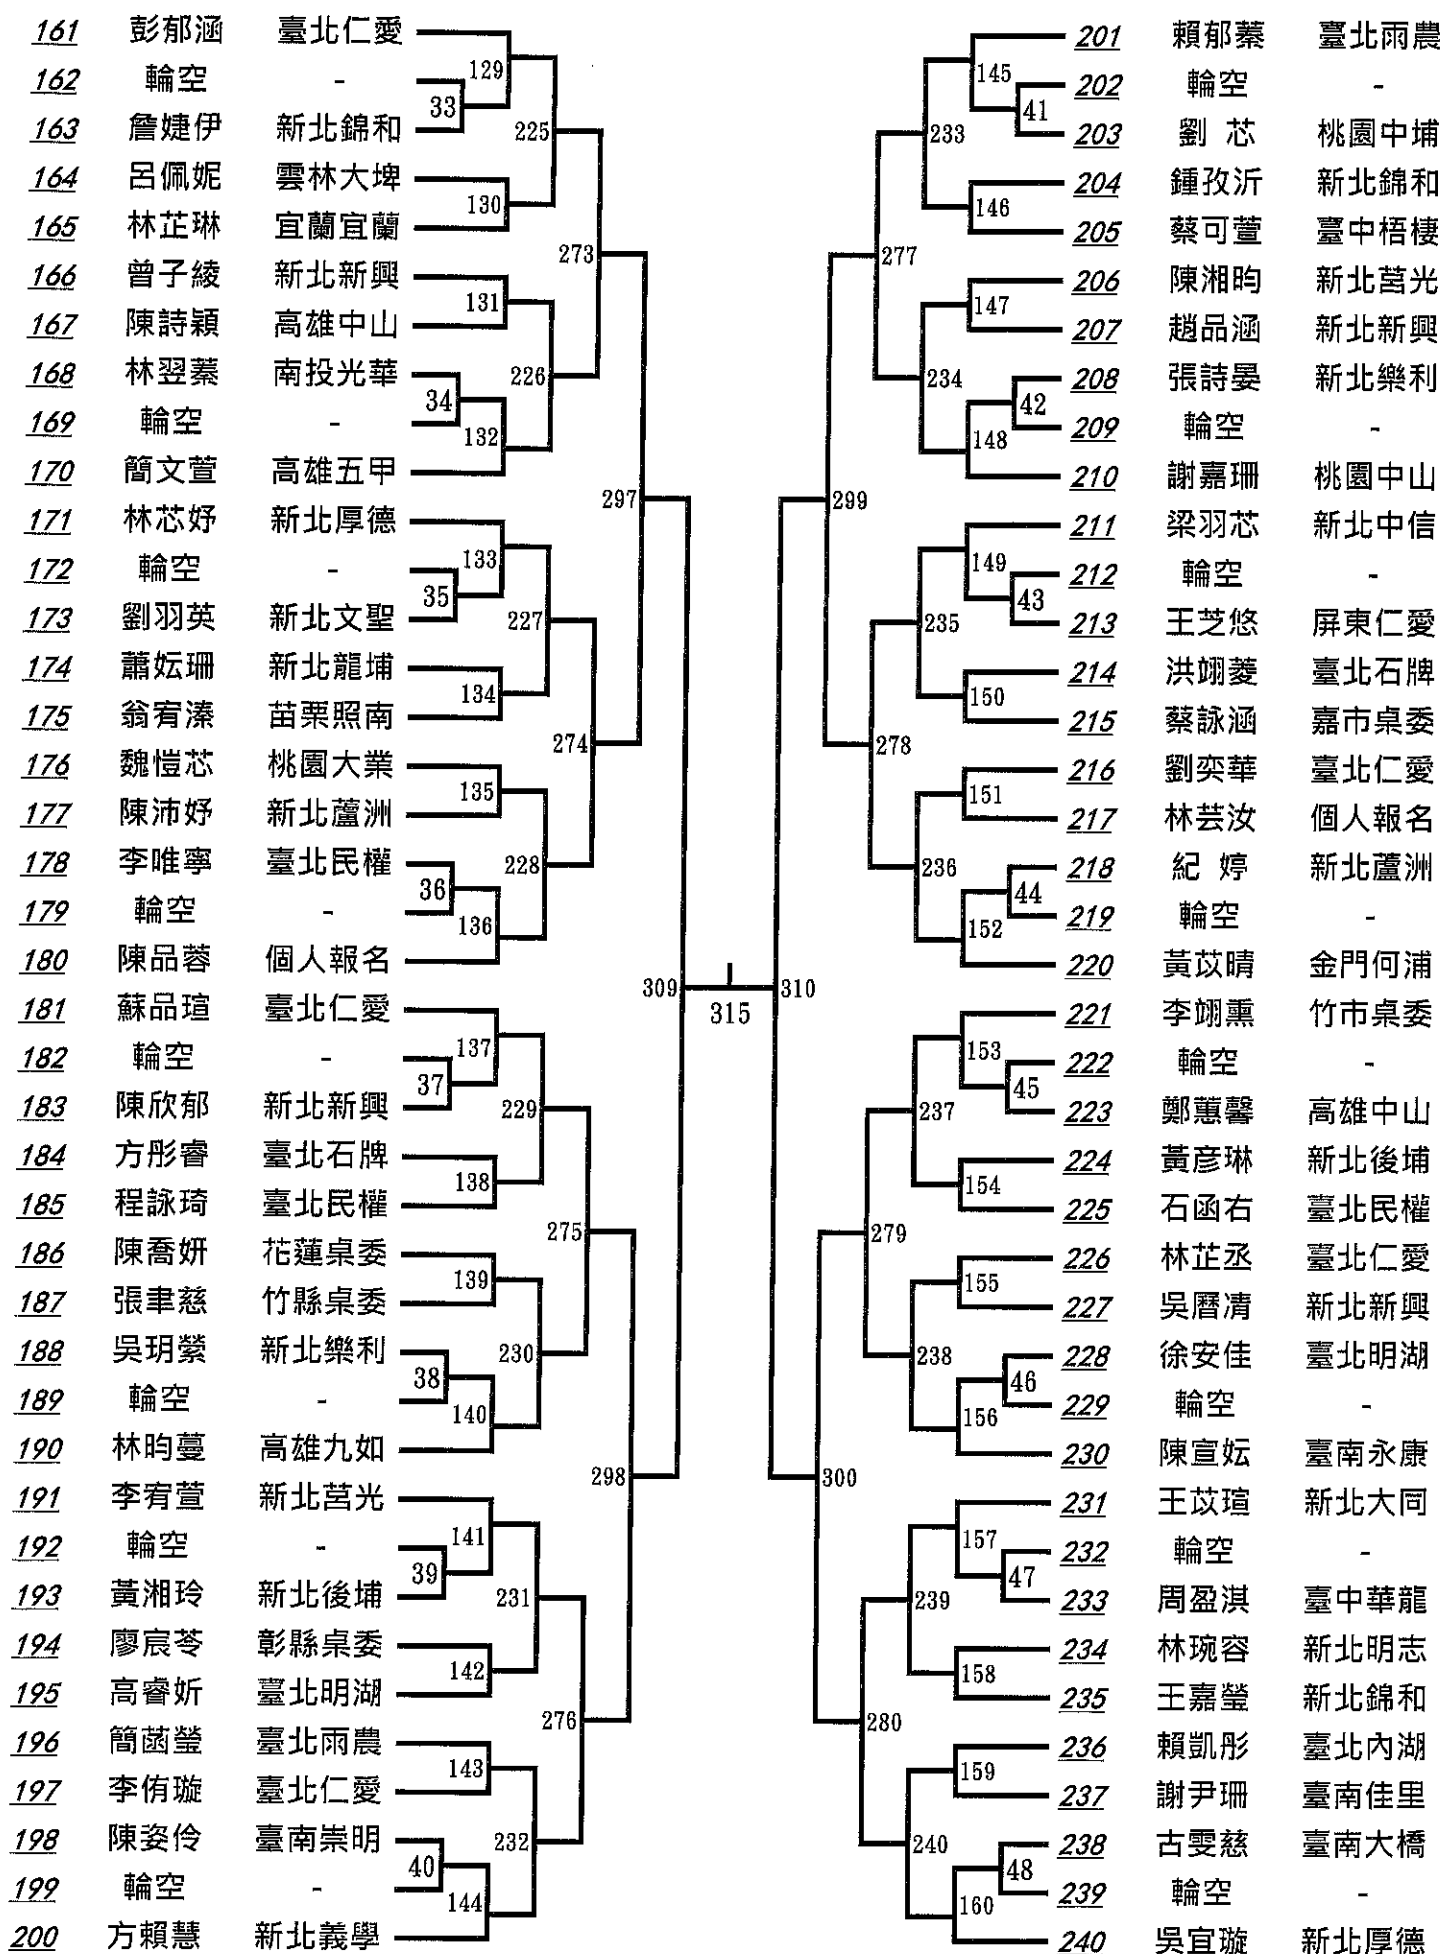 161 彭郁涵 臺北仁愛
162 輪空 -
163 詹婕伊 新北錦和
164 呂佩妮 雲林大埤
165 林芷琳 宜蘭宜蘭
166 曾子綾 新北新興
167 陳詩穎 高雄中山
168 林翌蓁 南投光華
169 輪空 -
170 簡文萱 高雄五甲
171 林芯妤 新北厚德
172 輪空 -
173 劉羽英 新北文聖
174 蕭妘珊 新北龍埔
175 翁宥溱 苗栗照南
176 魏愷芯 桃園大業
177 陳沛妤 新北蘆洲
178 李唯寧 臺北民權
179 輪空 -
180 陳品蓉 個人報名
181 蘇品瑄 臺北仁愛
182 輪空 -
183 陳欣郁 新北新興
184 方彤睿 臺北石牌
185 程詠琦 臺北民權
186 陳喬妍 花蓮桌委
187 張聿慈 竹縣桌委
188 吳玥縈 新北樂利
189 輪空 -
190 林昀蔓 高雄九如
191 李宥萱 新北莒光
192 輪空 -
193 黃湘玲 新北後埔
194 廖宸苓 彰縣桌委
195 高睿妡 臺北明湖
196 簡菡瑩 臺北雨農
197 李侑璇 臺北仁愛
198 陳姿伶 臺南崇明
199 輪空 -
200 方賴慧 新北義學
129
33
225
130
273
131
226
34
132
297
133
35
227
134
274
135
228
36
136
309
137
37
229
138
275
139
230
38
140
298
141
39
231
142
276
143
232
40
144
315
310
145
41
233
146
277
147
234
42
148
299
149
43
235
150
278
151
236
44
152
153
45
237
154
279
155
238
46
156
300
157
47
239
158
280
159
240
48
160
201 賴郁蓁 臺北雨農
202 輪空 -
203 劉 芯 桃園中埔
204 鍾孜沂 新北錦和
205 蔡可萱 臺中梧棲
206 陳湘昀 新北莒光
207 趙品涵 新北新興
208 張詩晏 新北樂利
209 輪空 -
210 謝嘉珊 桃園中山
211 梁羽芯 新北中信
212 輪空 -
213 王芝悠 屏東仁愛
214 洪翊菱 臺北石牌
215 蔡詠涵 嘉市桌委
216 劉奕華 臺北仁愛
217 林芸汝 個人報名
218 紀 婷 新北蘆洲
219 輪空 -
220 黃苡晴 金門何浦
221 李翊熏 竹市桌委
222 輪空 -
223 鄭蕙馨 高雄中山
224 黃彥琳 新北後埔
225 石函右 臺北民權
226 林芷丞 臺北仁愛
227 吳曆凊 新北新興
228 徐安佳 臺北明湖
229 輪空 -
230 陳宣妘 臺南永康
231 王苡瑄 新北大同
232 輪空 -
233 周盈淇 臺中華龍
234 林琬容 新北明志
235 王嘉瑩 新北錦和
236 賴凱彤 臺北內湖
237 謝尹珊 臺南佳里
238 古雯慈 臺南大橋
239 輪空 -
240 吳宜璇 新北厚德